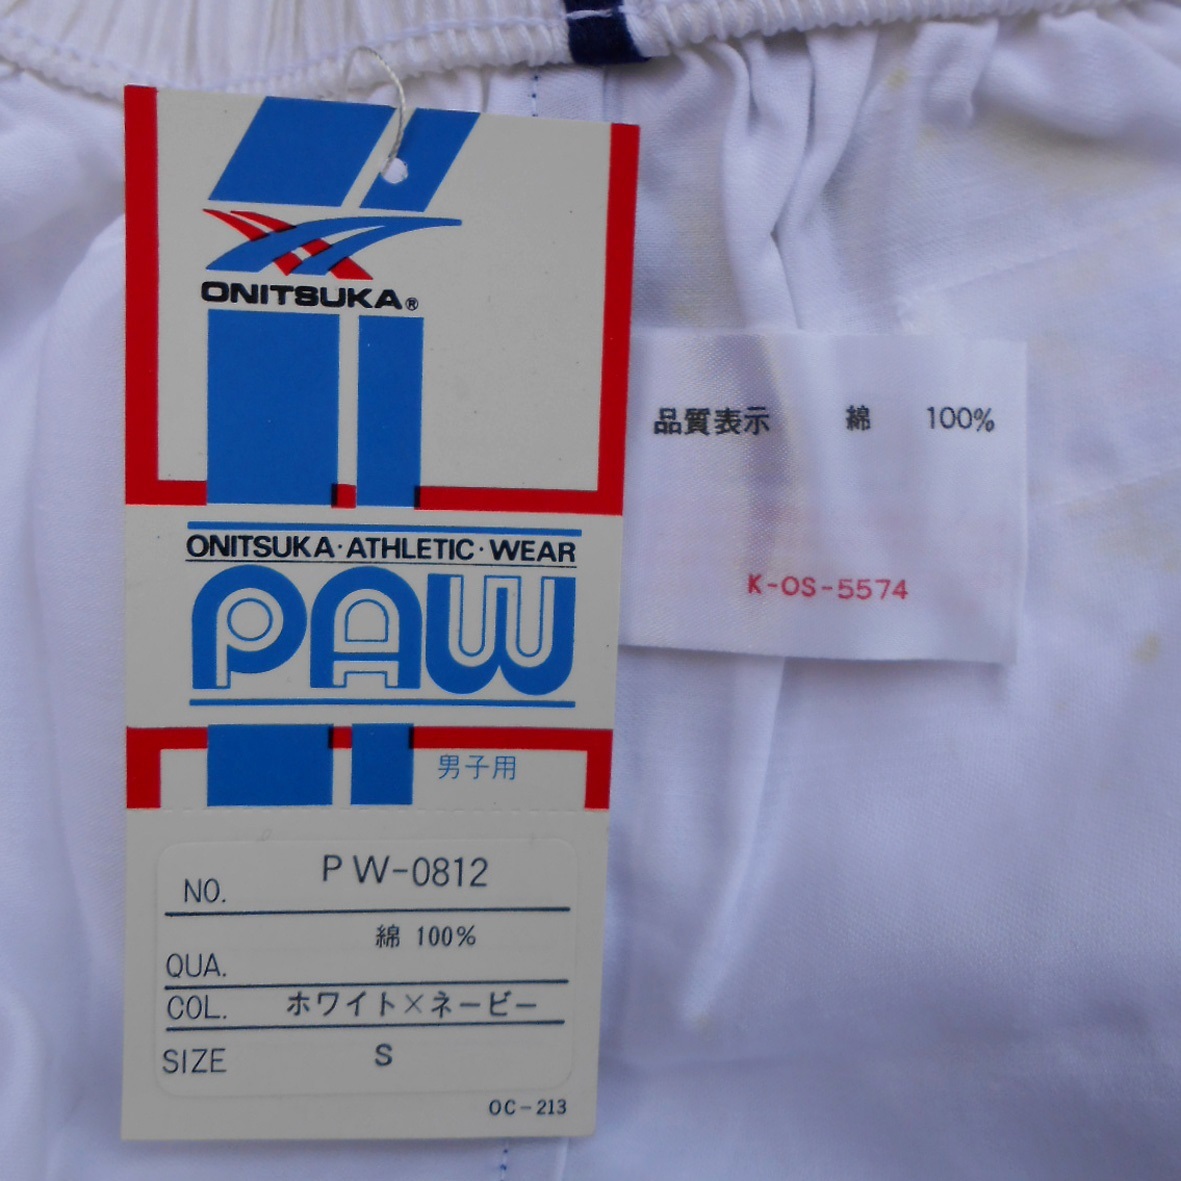 ONITSUKA®
ONITSUKA·ATHLETIC·WEAR
PAW
男子用
NO. PW-0812
QUA. 綿 100%
COL. ホワイト×ネービー
SIZE S
OC-213
品質表示 綿 100%
K-OS-5574